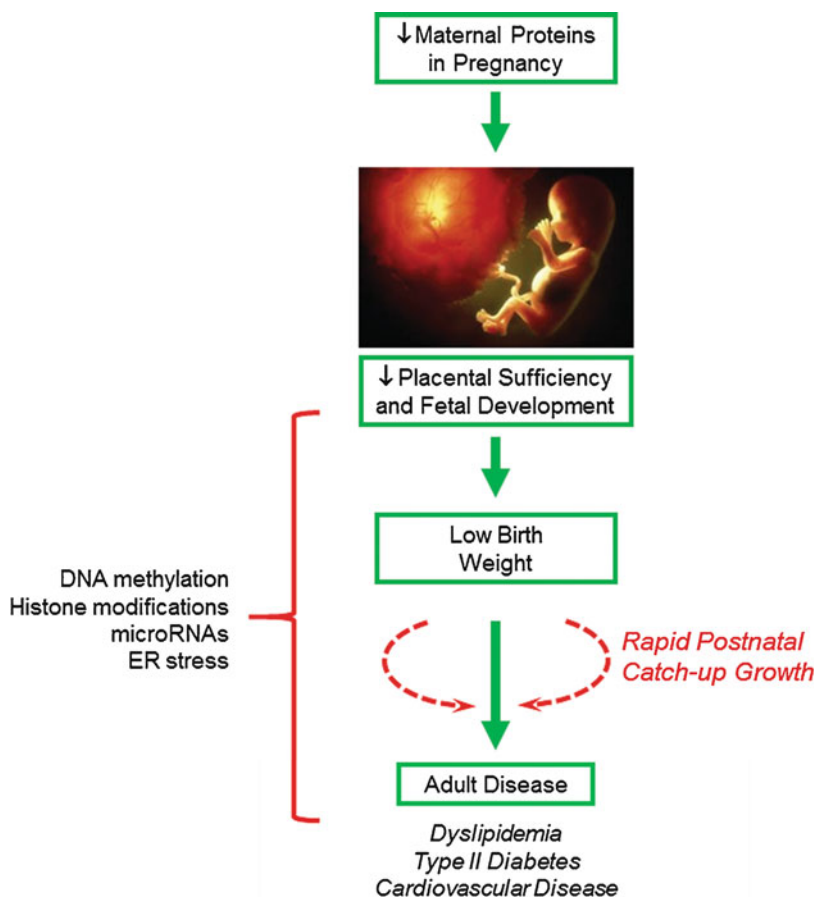 ↓Maternal Proteins
in Pregnancy
↓Placental Sufficiency
and Fetal Development
Low Birth
Weight
DNA methylation
Histone modifications
microRNAs
ER stress
Rapid Postnatal
Catch-up Growth
Adult Disease
Dyslipidemia
Type II Diabetes
Cardiovascular Disease